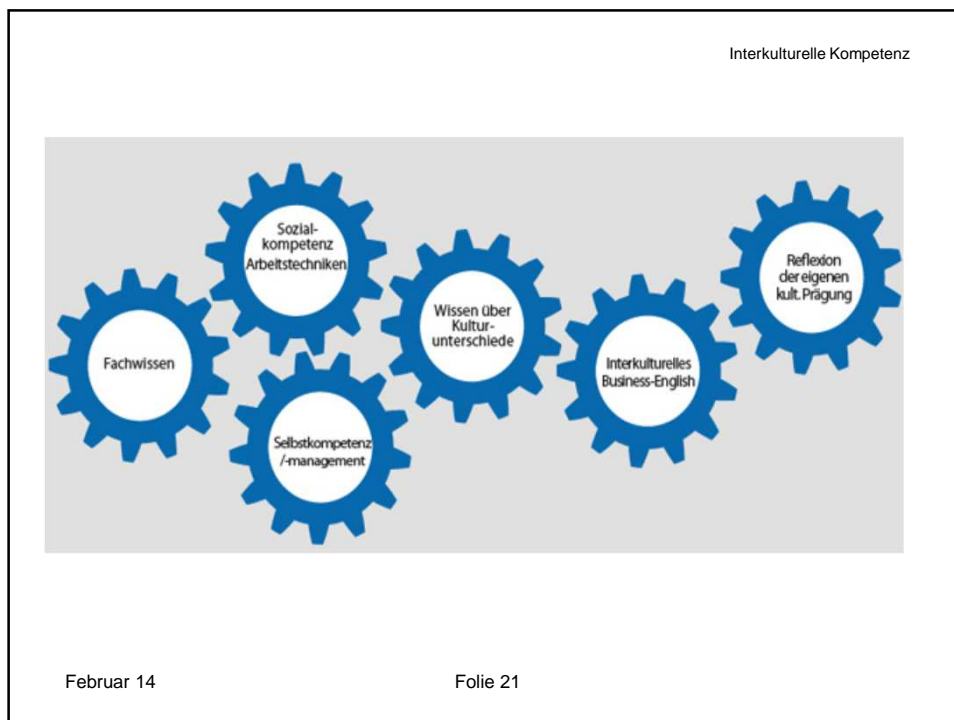 Interkulturelle Kompetenz
Fachwissen
Sozial-
kompetenz
Arbeitstechniken
Selbstkompetenz
/-management
Wissen über
Kultur-
unterschiede
Interkulturelles
Business-English
Reflexion
der eigenen
kult. Prägung
Februar 14
Folie 21